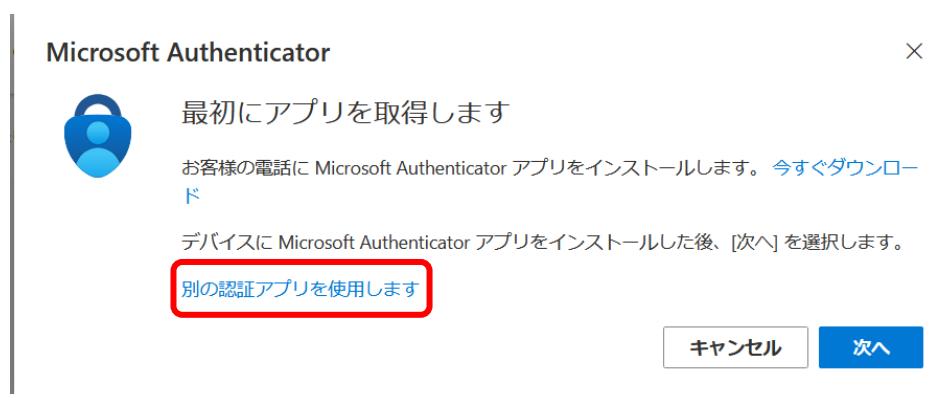 Microsoft Authenticator
最初にアプリを取得します
お客様の電話に Microsoft Authenticator アプリをインストールします。 今すぐダウンロー
ド
デバイスに Microsoft Authenticator アプリをインストールした後、[次へ] を選択します。
別の認証アプリを使用します
キャンセル 次へ